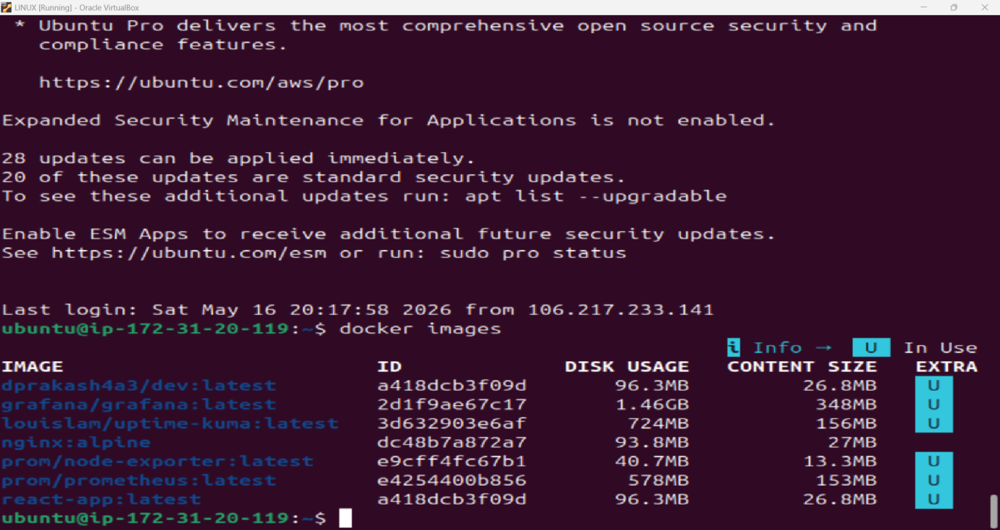 LINUX [Running] - Oracle VirtualBox
* Ubuntu Pro delivers the most comprehensive open source security and
compliance features.
https://ubuntu.com/aws/pro
Expanded Security Maintenance for Applications is not enabled.
28 updates can be applied immediately.
20 of these updates are standard security updates.
To see these additional updates run: apt list --upgradable
Enable ESM Apps to receive additional future security updates.
See https://ubuntu.com/esm or run: sudo pro status
Last login: Sat May 16 20:17:58 2026 from 106.217.233.141
ubuntu@ip-172-31-20-119:~$ docker images
i Info → U In Use
IMAGE ID DISK USAGE CONTENT SIZE EXTRA
dprakash4a3/dev:latest a418dcb3f09d 96.3MB 26.8MB U
grafana/grafana:latest 2d1f9ae67c17 1.46GB 348MB U
louislam/uptime-kuma:latest 3d632903e6af 724MB 156MB U
nginx:alpine dc48b7a872a7 93.8MB 27MB
prom/node-exporter:latest e9cff4fc67b1 40.7MB 13.3MB U
prom/prometheus:latest e4254400b856 578MB 153MB U
react-app:latest a418dcb3f09d 96.3MB 26.8MB U
ubuntu@ip-172-31-20-119:~$